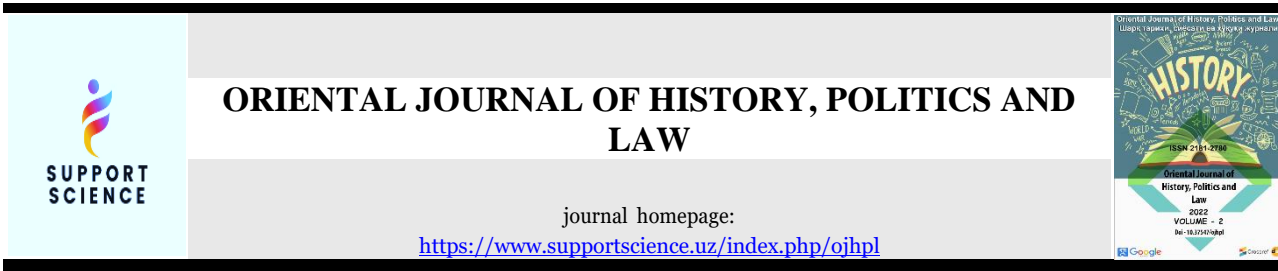 SUPPORT
SCIENCE
ORIENTAL JOURNAL OF HISTORY, POLITICS AND
LAW
journal homepage:
https://www.supportscience.uz/index.php/ojhpl
Oriental Journal of History, Politics and Law
HISTORY
ISSN 2181-2780
Oriental Journal of
History, Politics and
Law
2022
VOLUME - 2
Google